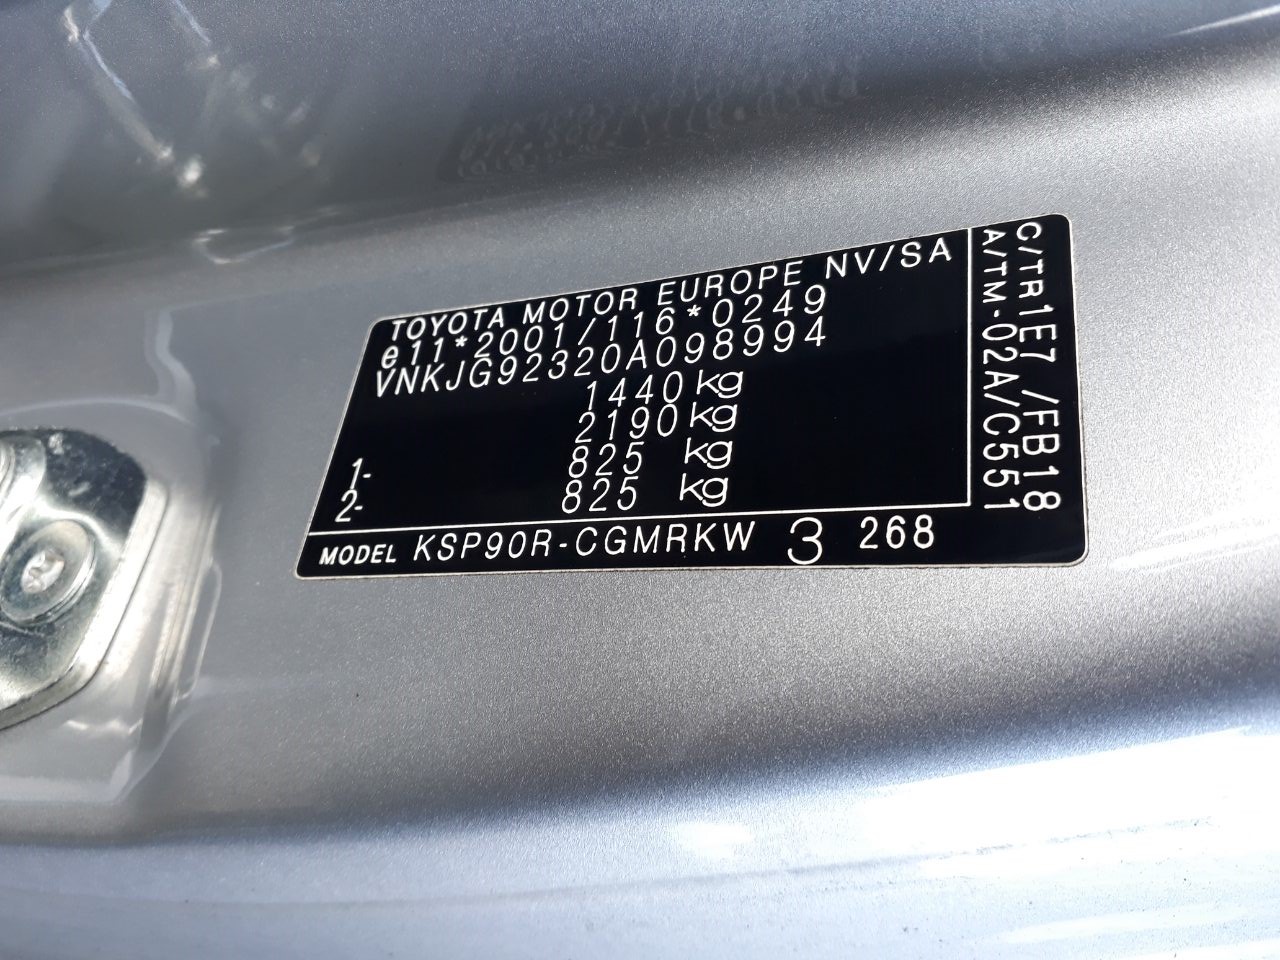 TOYOTA MOTOR EUROPE NV/SA
e11*2001/116*0249
VNKJG92320A098994
1440 kg
2190 kg
1- 825 kg
2- 825 kg
MODEL KSP90R-CGMRKW 3 268
C/TR1E7 /FB18
A/TM-02A/C551